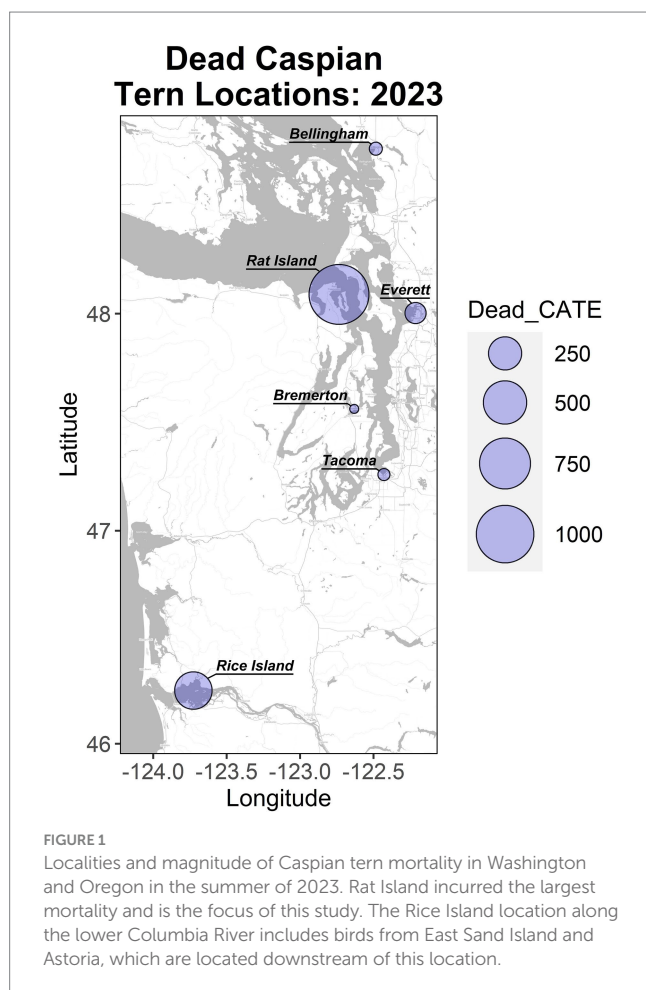 Dead Caspian
Tern Locations: 2023
Bellingham
Rat Island
Everett
Bremerton
Tacoma
Rice Island
48
47
46
Latitude
-124.0 -123.5 -123.0 -122.5
Longitude
Dead_CATE
250
500
750
1000
FIGURE 1
Localities and magnitude of Caspian tern mortality in Washington
and Oregon in the summer of 2023. Rat Island incurred the largest
mortality and is the focus of this study. The Rice Island location along
the lower Columbia River includes birds from East Sand Island and
Astoria, which are located downstream of this location.